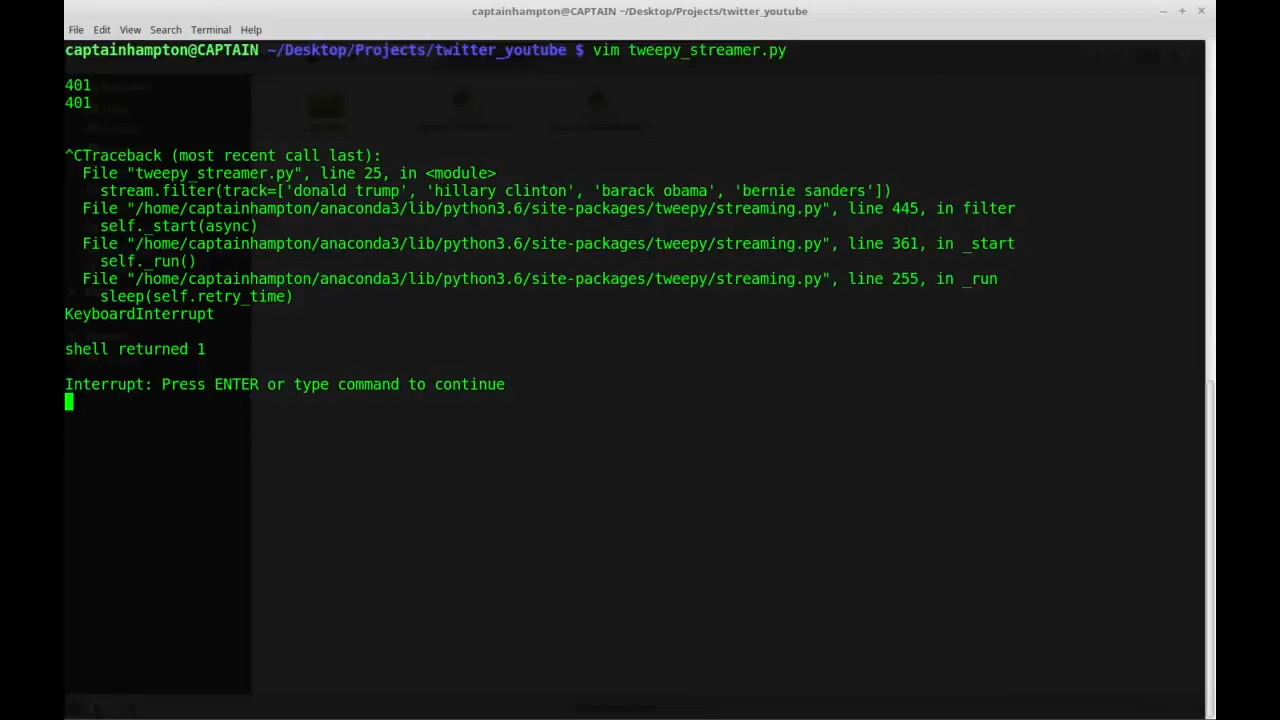 captainhampton@CAPTAIN ~/Desktop/Projects/twitter_youtube
File Edit View Search Terminal Help
captainhampton@CAPTAIN ~/Desktop/Projects/twitter_youtube $ vim tweepy_streamer.py
401
401
^CTraceback (most recent call last):
File "tweepy_streamer.py", line 25, in <module>
stream.filter(track=['donald trump', 'hillary clinton', 'barack obama', 'bernie sanders'])
File "/home/captainhampton/anaconda3/lib/python3.6/site-packages/tweepy/streaming.py", line 445, in filter
self._start(async)
File "/home/captainhampton/anaconda3/lib/python3.6/site-packages/tweepy/streaming.py", line 361, in _start
self._run()
File "/home/captainhampton/anaconda3/lib/python3.6/site-packages/tweepy/streaming.py", line 255, in _run
sleep(self.retry_time)
KeyboardInterrupt
shell returned 1
Interrupt: Press ENTER or type command to continue